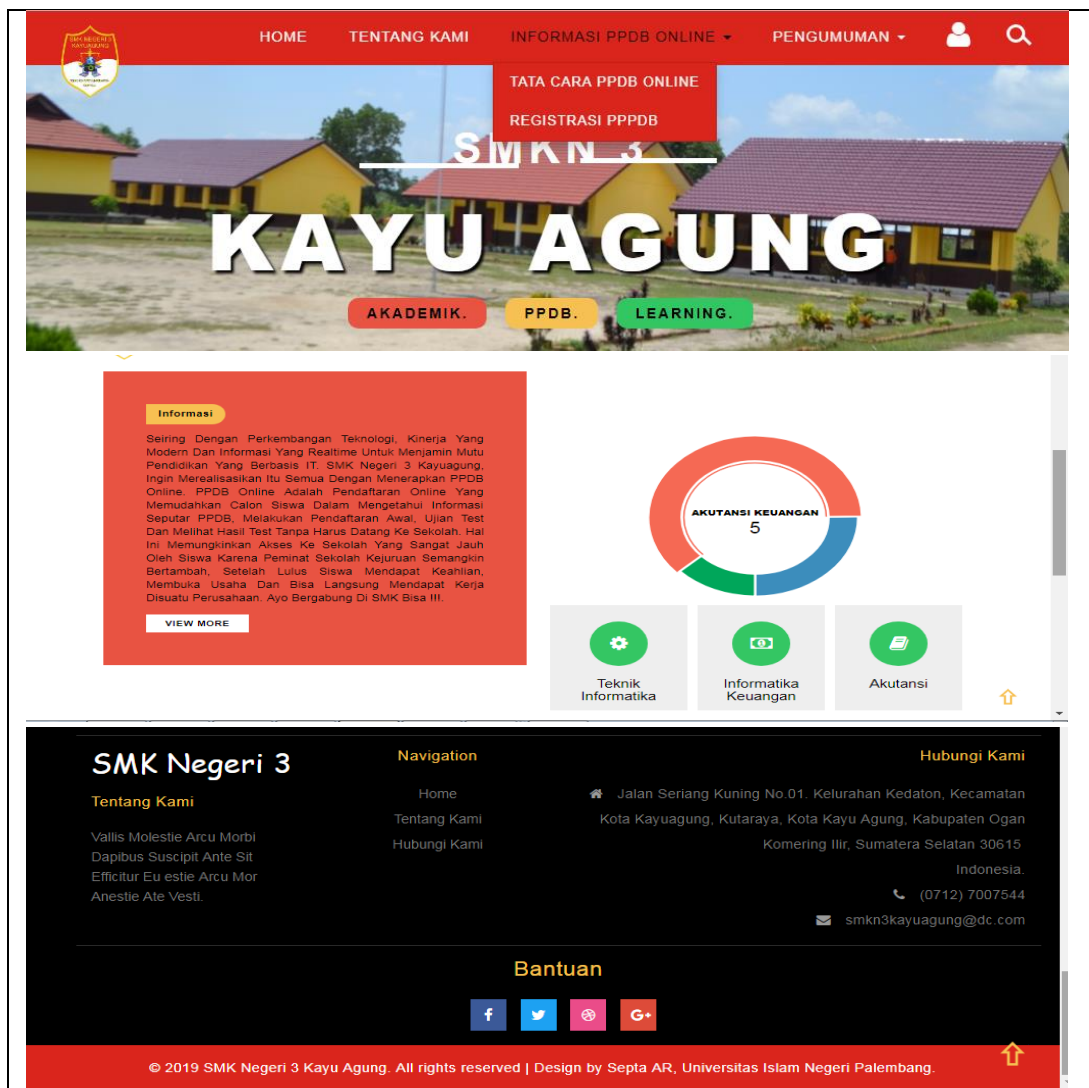 SMK NEGERI 3
KAYUAGUNG
HOME TENTANG KAMI INFORMASI PPDB ONLINE PENGUMUMAN
TATA CARA PPDB ONLINE
REGISTRASI PPPDB
SMKN 3
KAYU AGUNG
AKADEMIK. PPDB. LEARNING.
Informasi
Seiring Dengan Perkembangan Teknologi, Kinerja Yang
Modern Dan Informasi Yang Realtime Untuk Menjamin Mutu
Pendidikan Yang Berbasis IT. SMK Negeri 3 Kayuagung,
Ingin Merealisasikan Itu Semua Dengan Menerapkan PPDB
Online. PPDB Online Adalah Pendaftaran Online Yang
Memudahkan Calon Siswa Dalam Mengetahui Informasi
Seputar PPDB, Melakukan Pendaftaran Awal, Ujian Test
Dan Melihat Hasil Test Tanpa Harus Datang Ke Sekolah. Hal
Ini Memungkinkan Akses Ke Sekolah Yang Sangat Jauh
Oleh Siswa Karena Peminat Sekolah Kejuruan Semangkin
Bertambah, Setelah Lulus Siswa Mendapat Keahlian,
Membuka Usaha Dan Bisa Langsung Mendapat Kerja
Disuatu Perusahaan. Ayo Bergabung Di SMK Bisa !!!.
VIEW MORE
AKUTANSI KEUANGAN
5
Teknik
Informatika
Informatika
Keuangan
Akutansi
SMK Negeri 3
Tentang Kami
Vallis Molestie Arcu Morbi
Dapibus Suscipit Ante Sit
Efficitur Eu estie Arcu Mor
Anestie Ate Vesti.
Navigation
Home
Tentang Kami
Hubungi Kami
Hubungi Kami
Jalan Seriang Kuning No.01. Kelurahan Kedaton, Kecamatan
Kota Kayuagung, Kutaraya, Kota Kayu Agung, Kabupaten Ogan
Komering Ilir, Sumatera Selatan 30615
Indonesia.
(0712) 7007544
smkn3kayuagung@dc.com
Bantuan
© 2019 SMK Negeri 3 Kayu Agung. All rights reserved | Design by Septa AR, Universitas Islam Negeri Palembang.